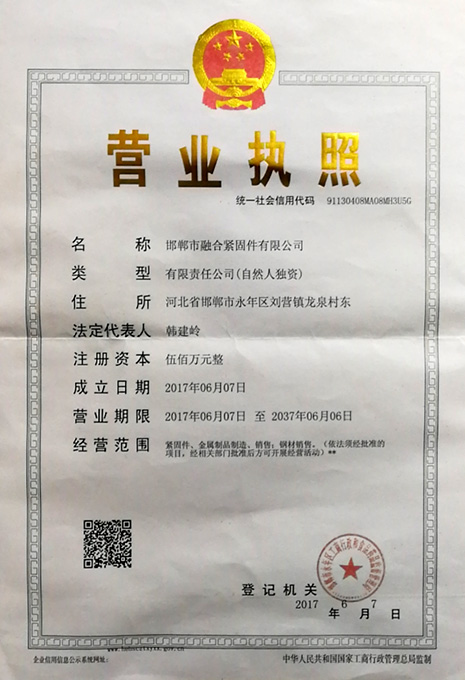 营业执照
统一社会信用代码 91130408MA08MH3U5G
名称 邯郸市融合紧固件有限公司
类型 有限责任公司(自然人独资)
住所 河北省邯郸市永年区刘营镇龙泉村东
法定代表人 韩建岭
注册资本 伍佰万元整
成立日期 2017年06月07日
营业期限 2017年06月07日 至 2037年06月06日
经营范围 紧固件、金属制品制造、销售；钢材销售。（依法须经批准的
项目，经相关部门批准后方可开展经营活动）**
登记机关
2017 6 7
年 月 日
企业信用信息公示系统网址：
中华人民共和国国家工商行政管理总局监制